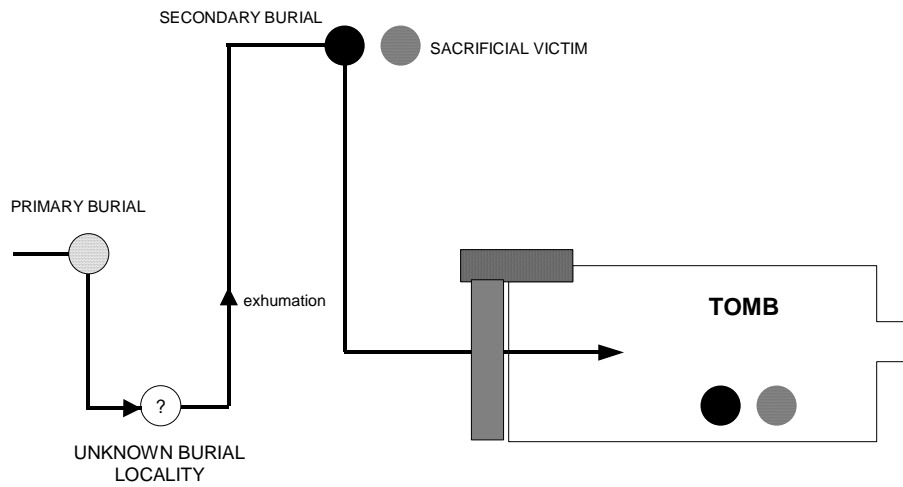 SECONDARY BURIAL
SACRIFICIAL VICTIM
PRIMARY BURIAL
exhumation
TOMB
?
UNKNOWN BURIAL
LOCALITY